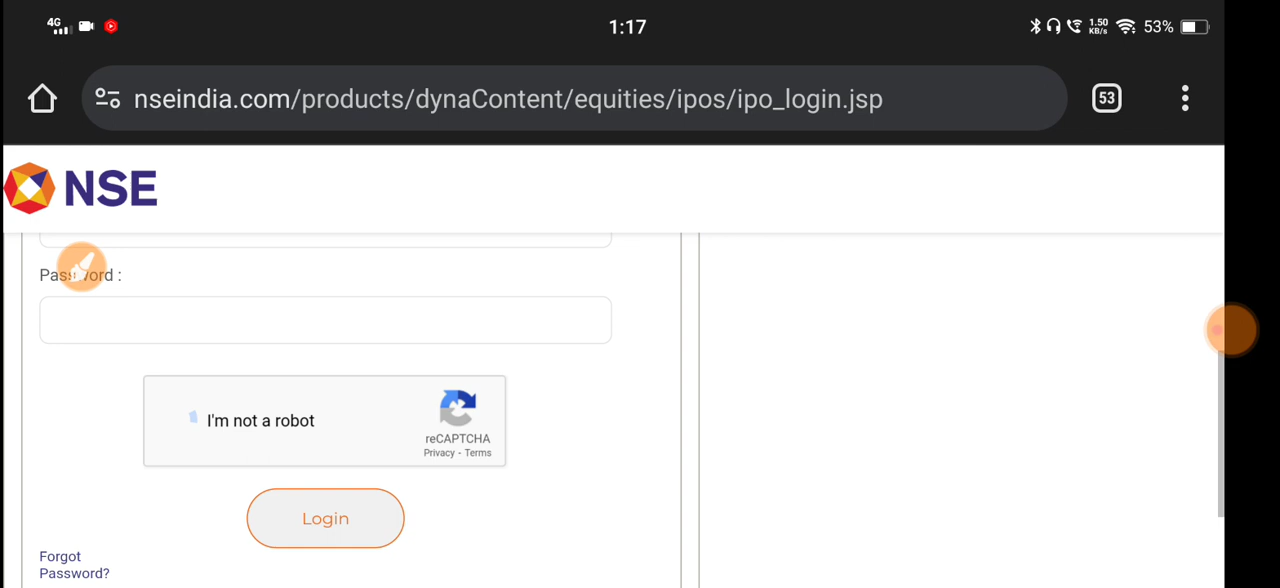 4G 1:17 1.50 KB/s 53%
nseindia.com/products/dynaContent/equities/ipos/ipo_login.jsp 53
NSE
Password :
I'm not a robot
reCAPTCHA
Privacy - Terms
Login
Forgot
Password?